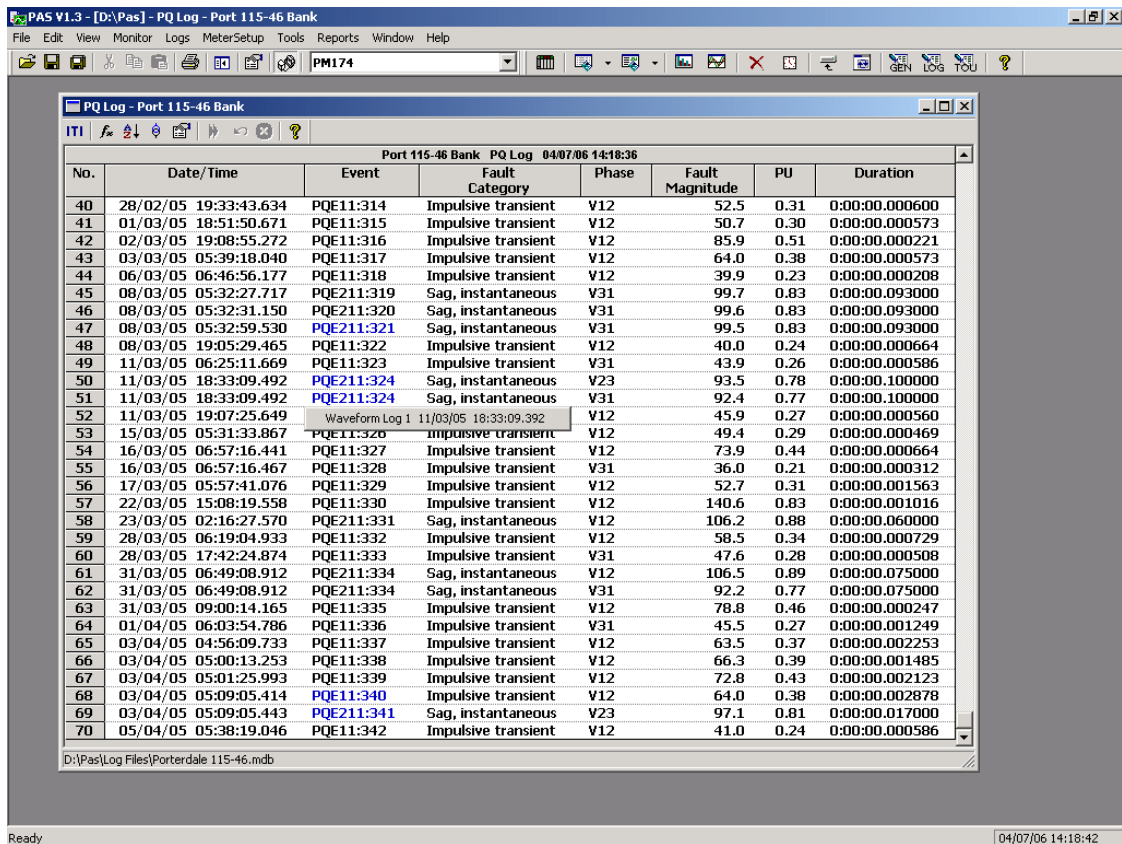 PAS V1.3 - [D:\Pas] - PQ Log - Port 115-46 Bank
File Edit View Monitor Logs MeterSetup Tools Reports Window Help
PM174 GEN LOG TOU
PQ Log - Port 115-46 Bank
ITI
Port 115-46 Bank PQ Log 04/07/06 14:18:36
No. Date/Time Event Fault Category Phase Fault Magnitude PU Duration
40 28/02/05 19:33:43.634 PQE11:314 Impulsive transient V12 52.5 0.31 0:00:00.000600
41 01/03/05 18:51:50.671 PQE11:315 Impulsive transient V12 50.7 0.30 0:00:00.000573
42 02/03/05 19:08:55.272 PQE11:316 Impulsive transient V12 85.9 0.51 0:00:00.000221
43 03/03/05 05:39:18.040 PQE11:317 Impulsive transient V12 64.0 0.38 0:00:00.000573
44 06/03/05 06:46:56.177 PQE11:318 Impulsive transient V12 39.9 0.23 0:00:00.000208
45 08/03/05 05:32:27.717 PQE211:319 Sag, instantaneous V31 99.7 0.83 0:00:00.093000
46 08/03/05 05:32:31.150 PQE211:320 Sag, instantaneous V31 99.6 0.83 0:00:00.093000
47 08/03/05 05:32:59.530 PQE211:321 Sag, instantaneous V31 99.5 0.83 0:00:00.093000
48 08/03/05 19:05:29.465 PQE11:322 Impulsive transient V12 40.0 0.24 0:00:00.000664
49 11/03/05 06:25:11.669 PQE11:323 Impulsive transient V31 43.9 0.26 0:00:00.000586
50 11/03/05 18:33:09.492 PQE211:324 Sag, instantaneous V23 93.5 0.78 0:00:00.100000
51 11/03/05 18:33:09.492 PQE211:324 Sag, instantaneous V31 92.4 0.77 0:00:00.100000
52 11/03/05 19:07:25.649 Waveform Log 1 11/03/05 18:33:09.392 V12 45.9 0.27 0:00:00.000560
53 15/03/05 05:31:33.867 PQE11:326 Impulsive transient V12 49.4 0.29 0:00:00.000469
54 16/03/05 06:57:16.441 PQE11:327 Impulsive transient V12 73.9 0.44 0:00:00.000664
55 16/03/05 06:57:16.467 PQE11:328 Impulsive transient V31 36.0 0.21 0:00:00.000312
56 17/03/05 05:57:41.076 PQE11:329 Impulsive transient V12 52.7 0.31 0:00:00.001563
57 22/03/05 15:08:19.558 PQE11:330 Impulsive transient V12 140.6 0.83 0:00:00.001016
58 23/03/05 02:16:27.570 PQE211:331 Sag, instantaneous V12 106.2 0.88 0:00:00.060000
59 28/03/05 06:19:04.933 PQE11:332 Impulsive transient V12 58.5 0.34 0:00:00.000729
60 28/03/05 17:42:24.874 PQE11:333 Impulsive transient V31 47.6 0.28 0:00:00.000508
61 31/03/05 06:49:08.912 PQE211:334 Sag, instantaneous V12 106.5 0.89 0:00:00.075000
62 31/03/05 06:49:08.912 PQE211:334 Sag, instantaneous V31 92.2 0.77 0:00:00.075000
63 31/03/05 09:00:14.165 PQE11:335 Impulsive transient V12 78.8 0.46 0:00:00.000247
64 01/04/05 06:03:54.786 PQE11:336 Impulsive transient V31 45.5 0.27 0:00:00.001249
65 03/04/05 04:56:09.733 PQE11:337 Impulsive transient V12 63.5 0.37 0:00:00.002253
66 03/04/05 05:00:13.253 PQE11:338 Impulsive transient V12 66.3 0.39 0:00:00.001485
67 03/04/05 05:01:25.993 PQE11:339 Impulsive transient V12 72.8 0.43 0:00:00.002123
68 03/04/05 05:09:05.414 PQE11:340 Impulsive transient V12 64.0 0.38 0:00:00.002878
69 03/04/05 05:09:05.443 PQE211:341 Sag, instantaneous V23 97.1 0.81 0:00:00.017000
70 05/04/05 05:38:19.046 PQE11:342 Impulsive transient V12 41.0 0.24 0:00:00.000586
D:\Pas\Log Files\Porterdale 115-46.mdb
Ready 04/07/06 14:18:42